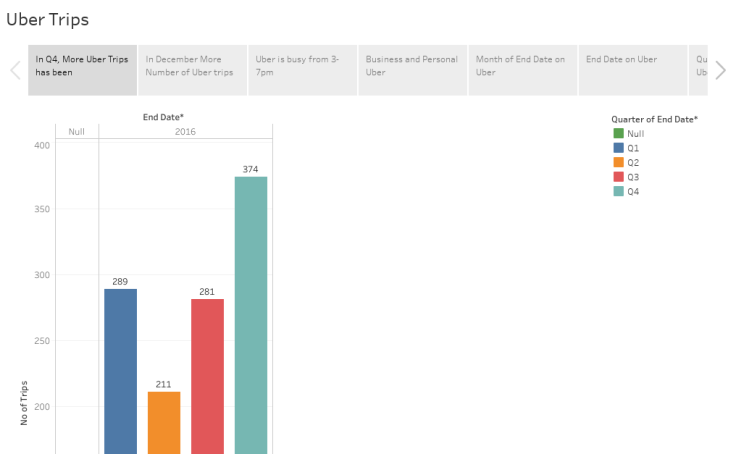 Uber Trips
In Q4, More Uber Trips
has been
In December More
Number of Uber trips
Uber is busy from 3-
7pm
Business and Personal
Uber
Month of End Date on
Uber
End Date on Uber
Qu
Ub
End Date*
Null
2016
400
350
300
250
200
No of Trips
289
211
281
374
Quarter of End Date*
Null
Q1
Q2
Q3
Q4